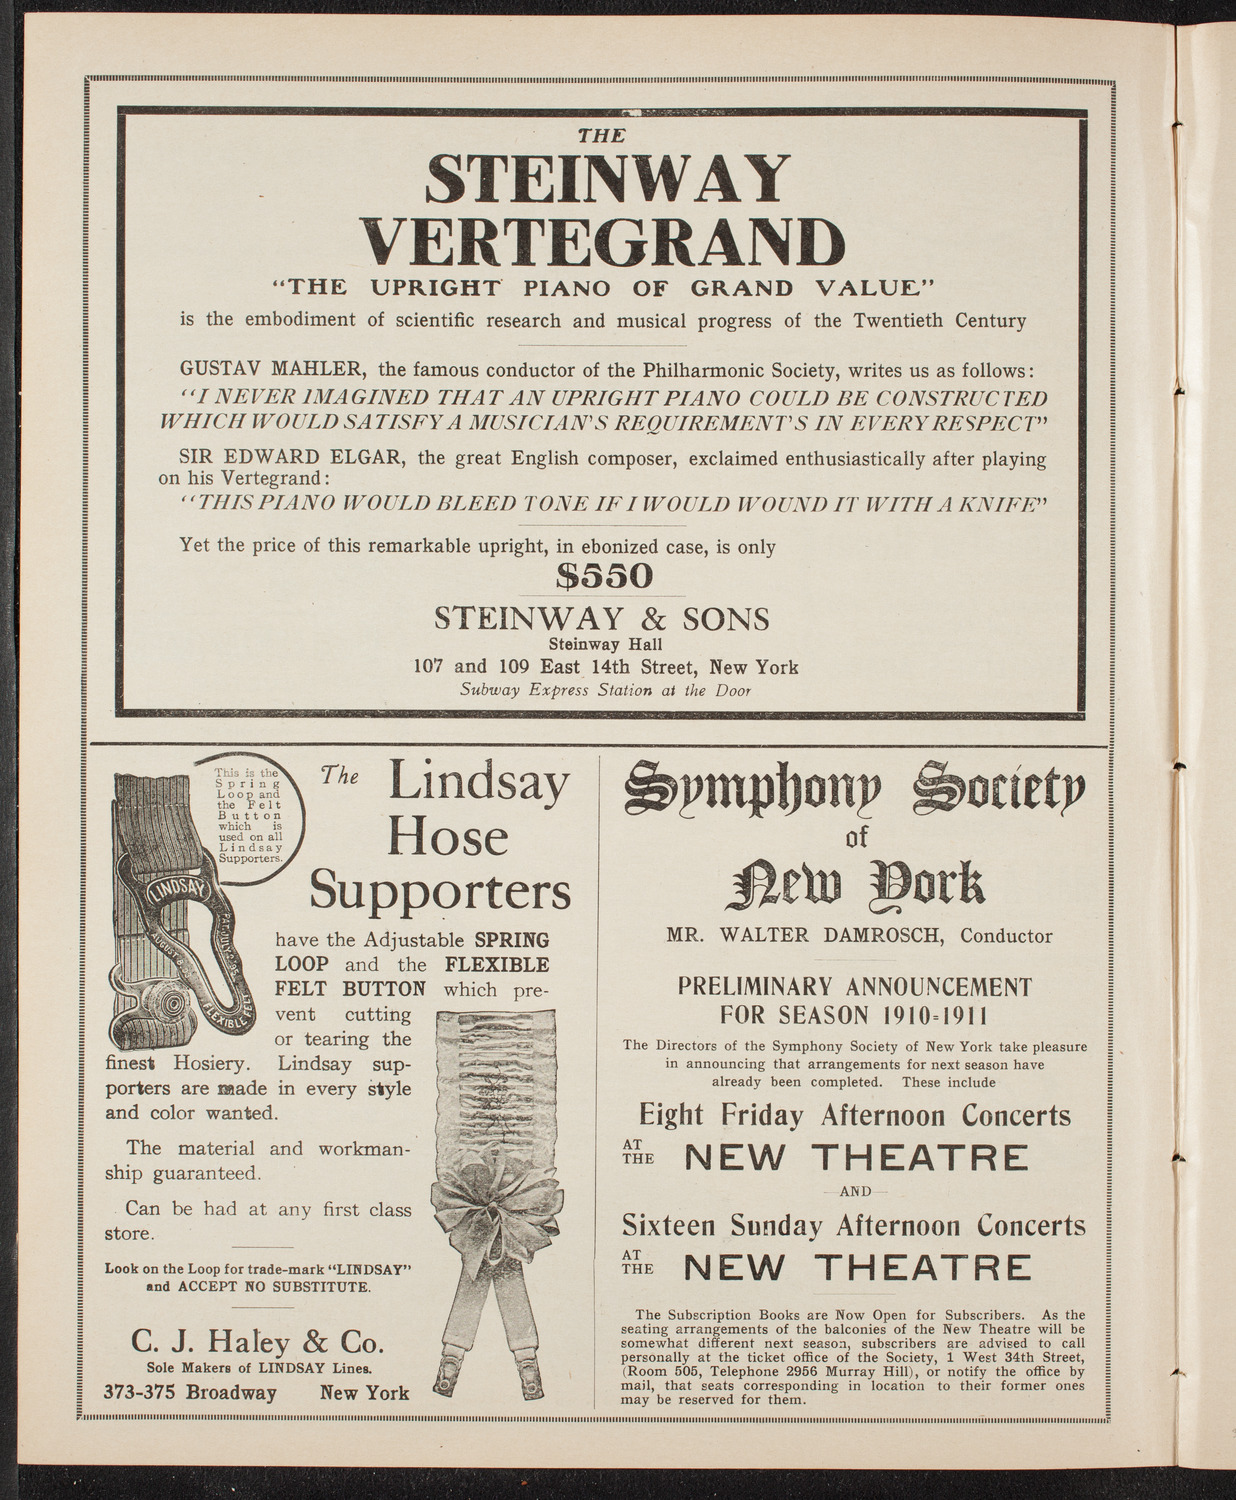 THE
STEINWAY
VERTEGRAND
"THE UPRIGHT PIANO OF GRAND VALUE"
is the embodiment of scientific research and musical progress of the Twentieth Century
GUSTAV MAHLER, the famous conductor of the Philharmonic Society, writes us as follows:
"I NEVER IMAGINED THAT AN UPRIGHT PIANO COULD BE CONSTRUCTED
WHICH WOULD SATISFY A MUSICIAN'S REQUIREMENT'S IN EVERY RESPECT"
SIR EDWARD ELGAR, the great English composer, exclaimed enthusiastically after playing
on his Vertegrand:
"THIS PIANO WOULD BLEED TONE IF I WOULD WOUND IT WITH A KNIFE"
Yet the price of this remarkable upright, in ebonized case, is only
$550
STEINWAY & SONS
Steinway Hall
107 and 109 East 14th Street, New York
Subway Express Station at the Door
This is the
Spring
Loop and
the Felt
Button
which is
used on all
Lindsay
Supporters.
LINDSAY
FLEXIBLE FELT
The Lindsay
Hose
Supporters
have the Adjustable SPRING
LOOP and the FLEXIBLE
FELT BUTTON which pre-
vent cutting
or tearing the
finest Hosiery. Lindsay sup-
porters are made in every style
and color wanted.
The material and workman-
ship guaranteed.
Can be had at any first class
store.
Look on the Loop for trade-mark "LINDSAY"
and ACCEPT NO SUBSTITUTE.
C. J. Haley & Co.
Sole Makers of LINDSAY Lines.
373-375 Broadway New York
Symphony Society
of
New York
MR. WALTER DAMROSCH, Conductor
PRELIMINARY ANNOUNCEMENT
FOR SEASON 1910-1911
The Directors of the Symphony Society of New York take pleasure
in announcing that arrangements for next season have
already been completed. These include
Eight Friday Afternoon Concerts
AT THE NEW THEATRE
AND
Sixteen Sunday Afternoon Concerts
AT THE NEW THEATRE
The Subscription Books are Now Open for Subscribers. As the
seating arrangements of the balconies of the New Theatre will be
somewhat different next season, subscribers are advised to call
personally at the ticket office of the Society, 1 West 34th Street,
(Room 505, Telephone 2956 Murray Hill), or notify the office by
mail, that seats corresponding in location to their former ones
may be reserved for them.